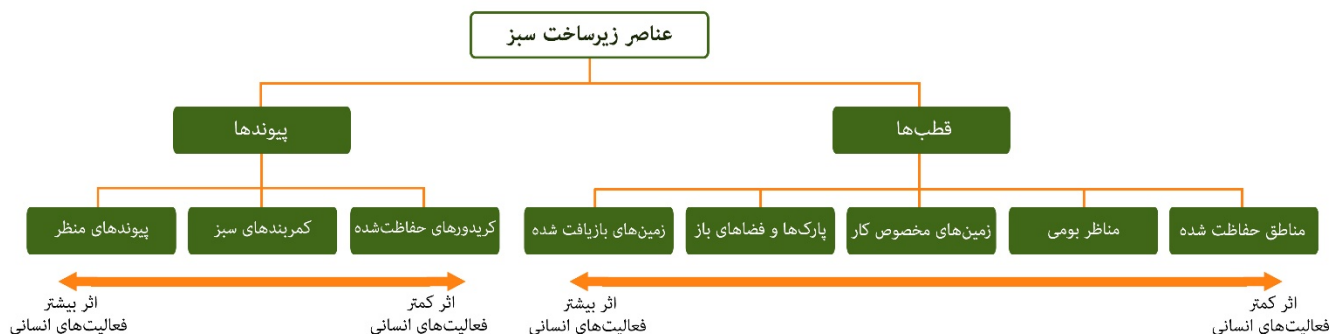 عناصر زیرساخت سبز
قطب‌ها
پیوندها
مناطق حفاظت شده
مناظر بومی
زمین‌های مخصوص کار
پارک‌ها و فضاهای باز
زمین‌های بازیافت شده
کریدورهای حفاظت‌شده
کمربندهای سبز
پیوندهای منظر
اثر کمتر
فعالیت‌های انسانی
اثر بیشتر
فعالیت‌های انسانی
اثر کمتر
فعالیت‌های انسانی
اثر بیشتر
فعالیت‌های انسانی